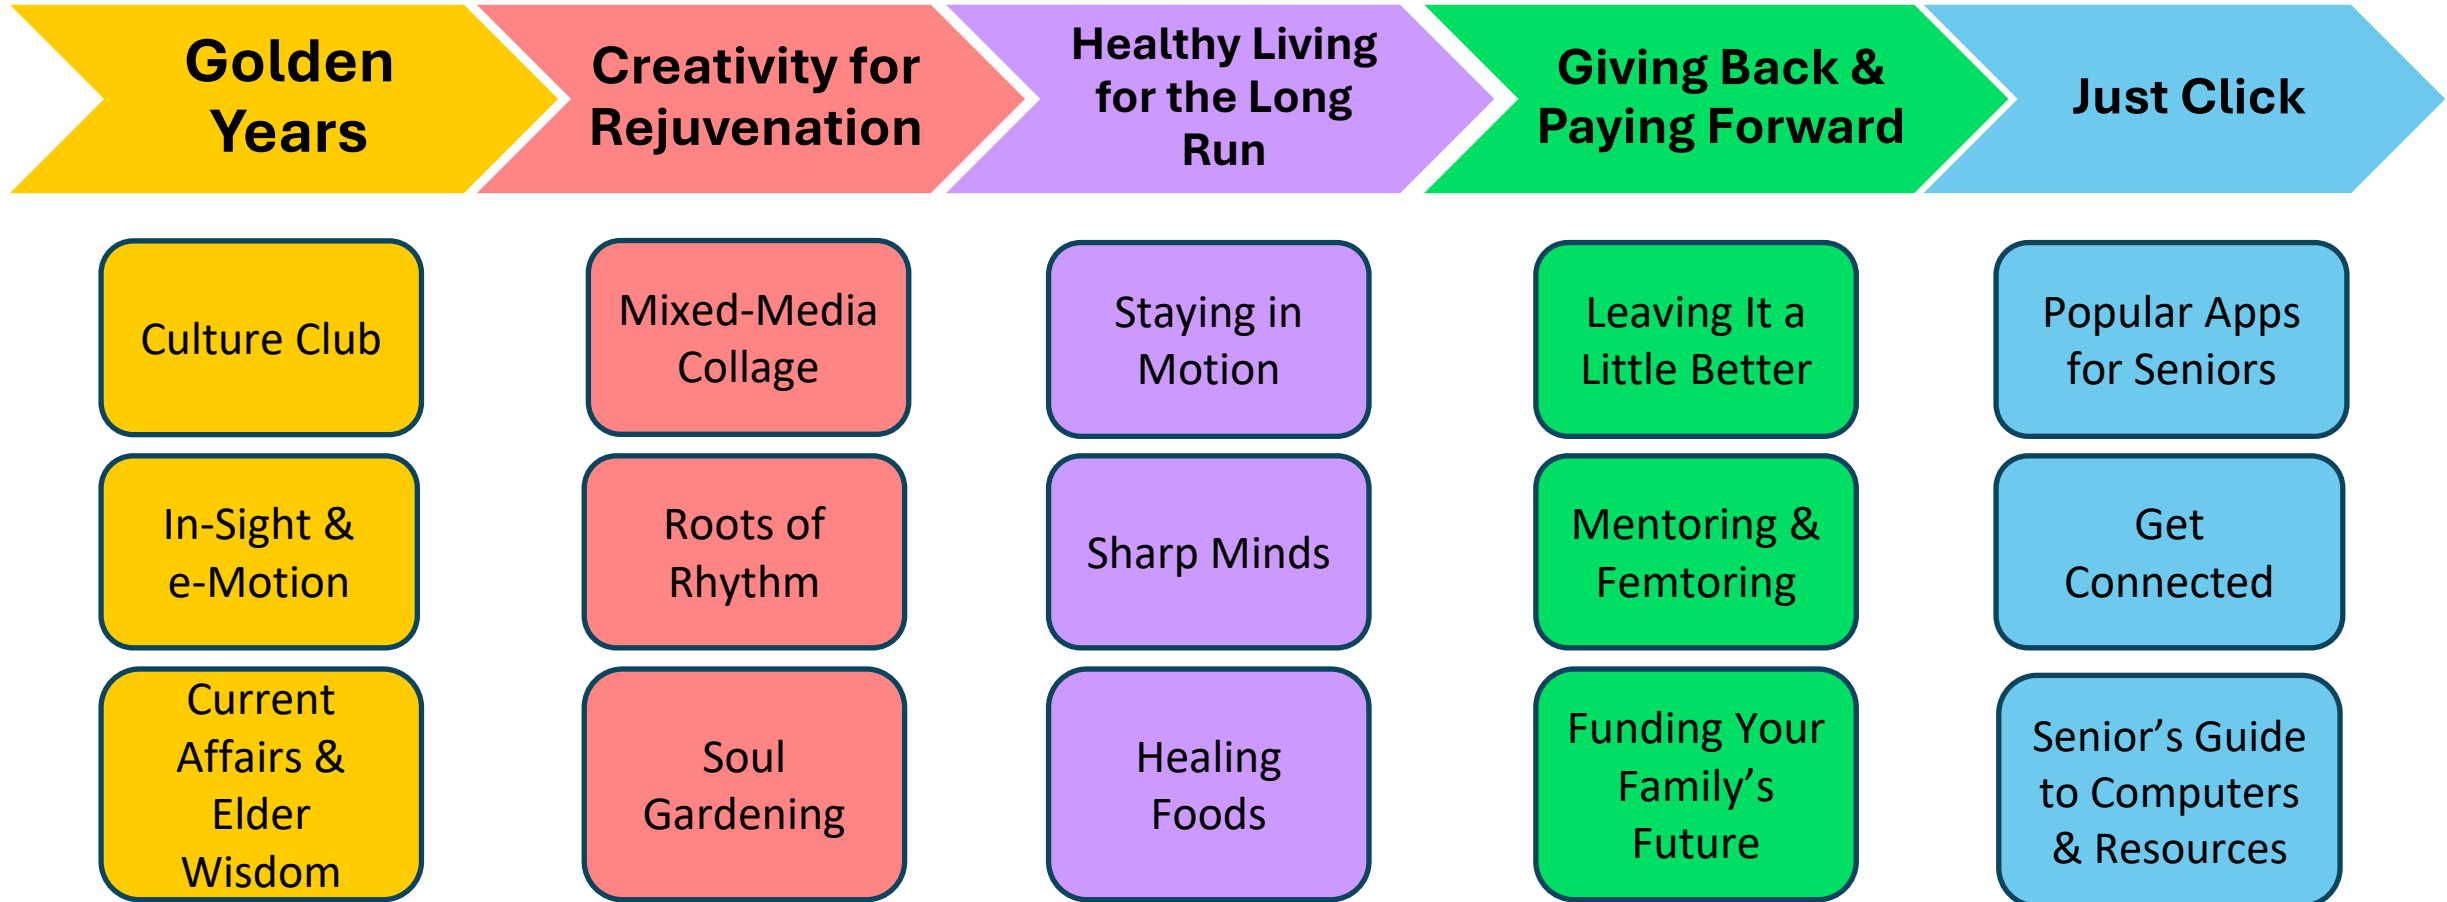 Golden
Years
Creativity for
Rejuvenation
Healthy Living
for the Long
Run
Giving Back &
Paying Forward
Just Click
Culture Club
In-Sight &
e-Motion
Current
Affairs &
Elder
Wisdom
Mixed-Media
Collage
Roots of
Rhythm
Soul
Gardening
Staying in
Motion
Sharp Minds
Healing
Foods
Leaving It a
Little Better
Mentoring &
Femtoring
Funding Your
Family’s
Future
Popular Apps
for Seniors
Get
Connected
Senior’s Guide
to Computers
& Resources